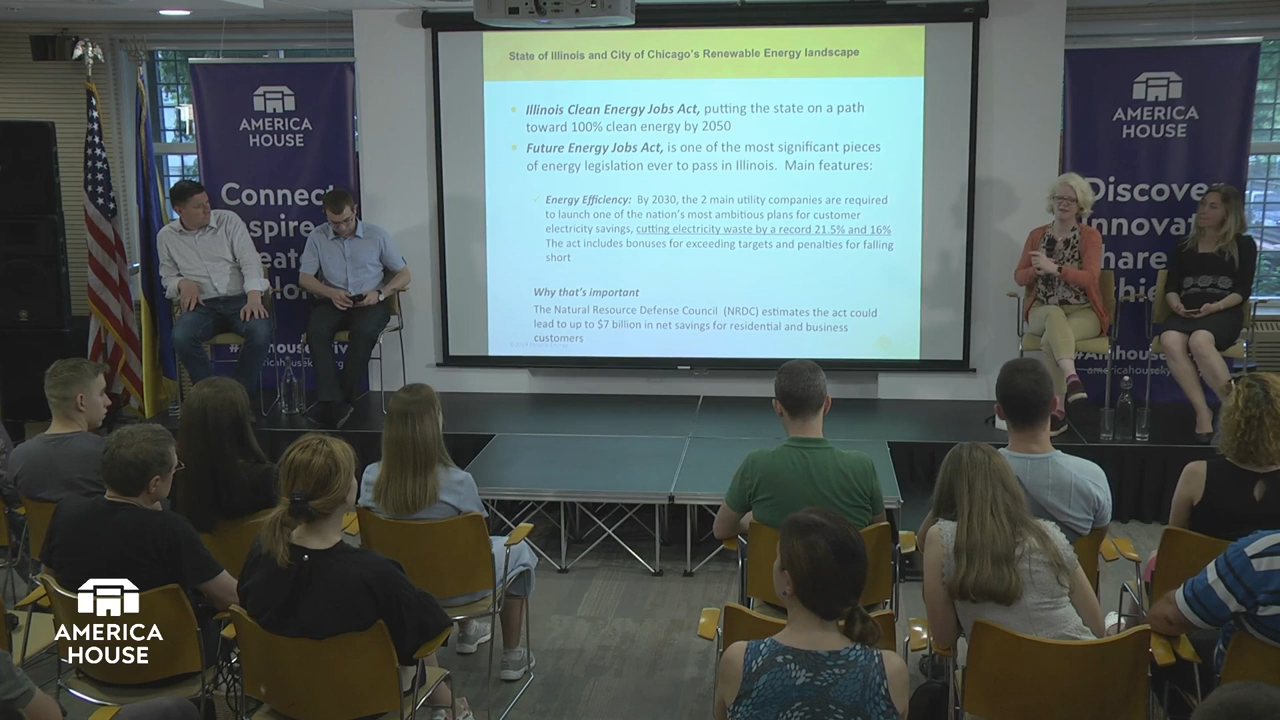 State of Illinois and City of Chicago's Renewable Energy landscape
Illinois Clean Energy Jobs Act, putting the state on a path
toward 100% clean energy by 2050
Future Energy Jobs Act, is one of the most significant pieces
of energy legislation ever to pass in Illinois. Main features:
Energy Efficiency: By 2030, the 2 main utility companies are required
to launch one of the nation's most ambitious plans for customer
electricity savings, cutting electricity waste by a record 21.5% and 16%
The act includes bonuses for exceeding targets and penalties for falling
short
Why that's important
The Natural Resource Defense Council (NRDC) estimates the act could
lead to up to $7 billion in net savings for residential and business
customers
AMERICA
HOUSE
Connect
AMERICA
HOUSE
Discover
AMERICA
HOUSE